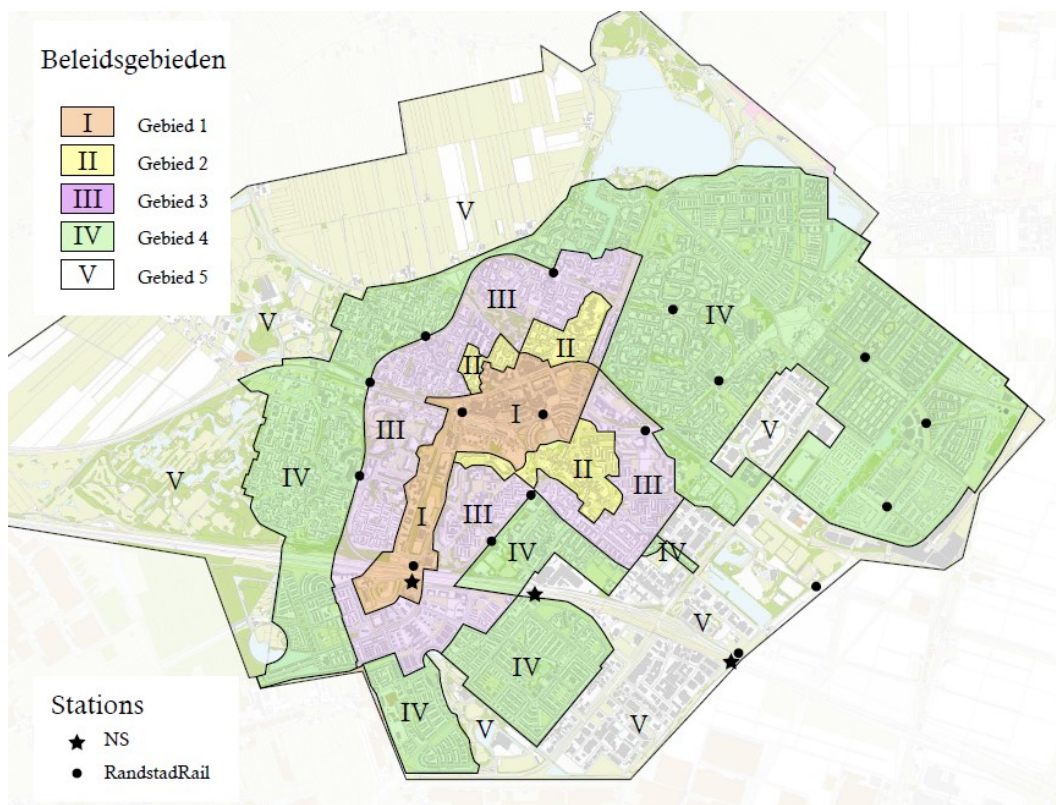 Beleidsgebieden
I Gebied 1
II Gebied 2
III Gebied 3
IV Gebied 4
V Gebied 5
V
V
III
IV
II
II
I
III
V
II
V
IV
III
I
III
IV
IV
V
IV
IV
V
V
Stations
NS
RandstadRail